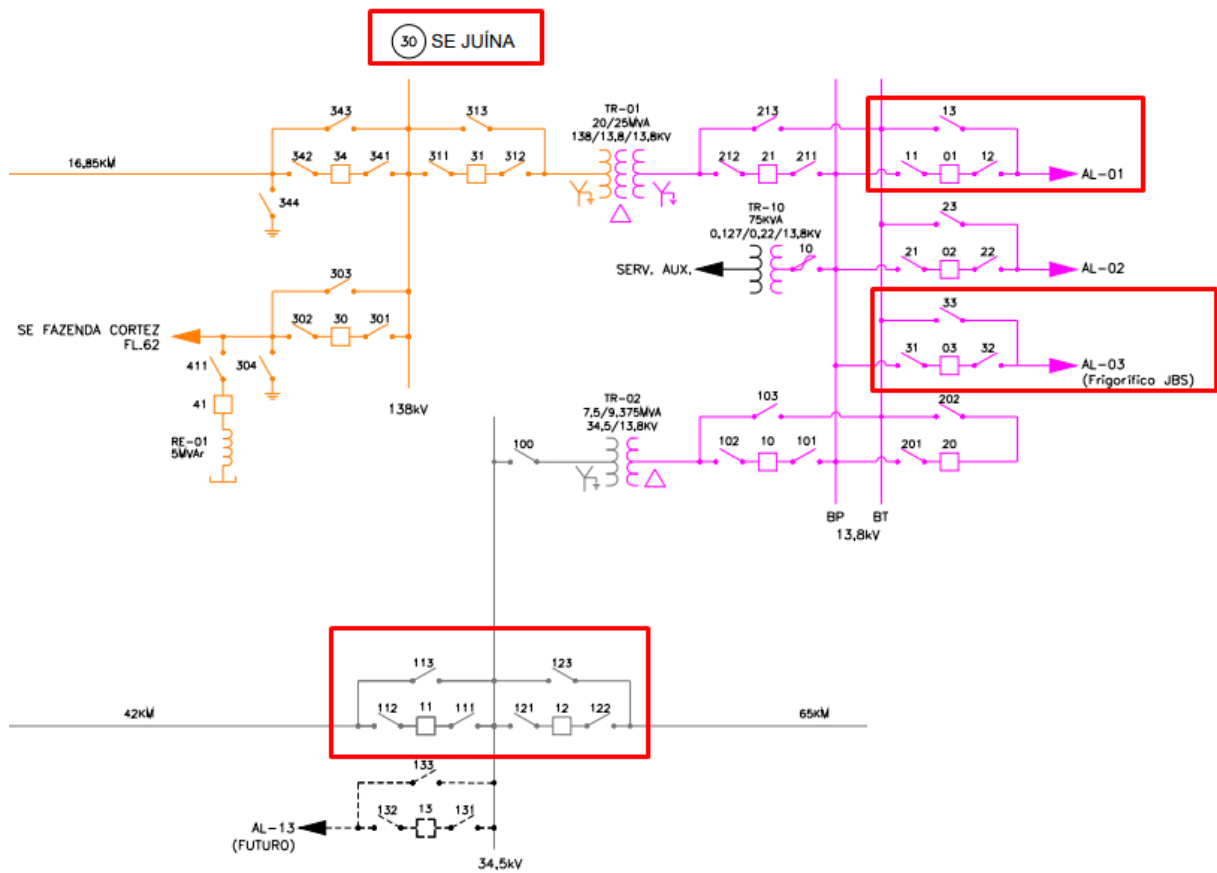 30 SE JUÍNA
343
313
TR-01
20/25MVA
138/13,8/13,8KV
213
13
16,85KM
342 34 341 311 31 312
212 21 211
11 01 12
AL-01
344
TR-10
75KVA
0,127/0,22/13,8KV
23
SERV. AUX.
10
21 02 22
AL-02
303
33
SE FAZENDA CORTEZ
FL.62
302 30 301
31 03 32
AL-03
(Frigorífico JBS)
411
304
41
138kV
TR-02
7,5/9,375MVA
34,5/13,8KV
103
202
RE-01
5MVAr
100
102 10 101
201 20
BP BT
13,8kV
113
123
42KM
112 11 111 121 12 122
65KM
133
132 13 131
AL-13
(FUTURO)
34,5kV